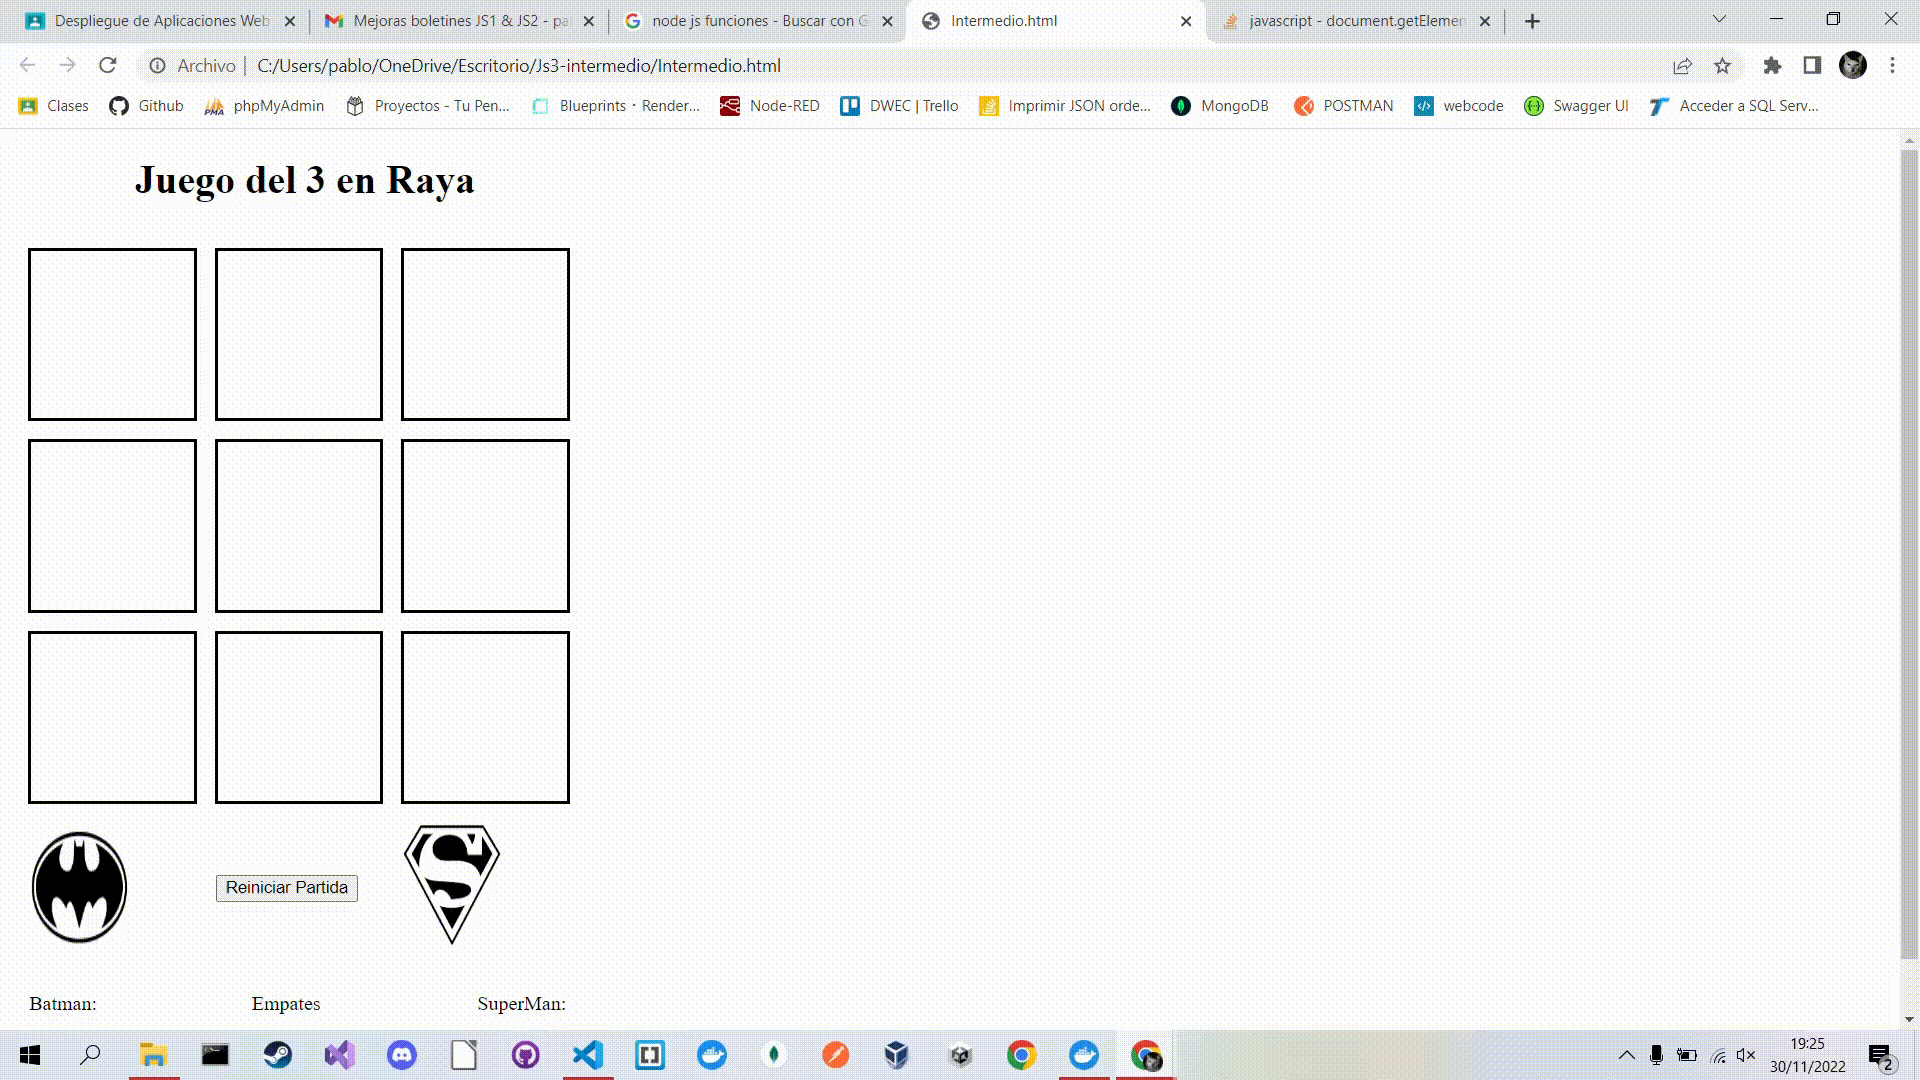 Despliegue de Aplicaciones Web
Mejoras boletines JS1 & JS2 - pa
node js funciones - Buscar con G
Intermedio.html
javascript - document.getElemen
Archivo | C:/Users/pablo/OneDrive/Escritorio/Js3-intermedio/Intermedio.html
Clases
Github
PMA phpMyAdmin
Proyectos - Tu Pen...
Blueprints · Render...
Node-RED
DWEC | Trello
Imprimir JSON orde...
MongoDB
POSTMAN
webcode
Swagger UI
Acceder a SQL Serv...
Juego del 3 en Raya
Reiniciar Partida
S
Batman:
Empates
SuperMan:
19:25
30/11/2022
2